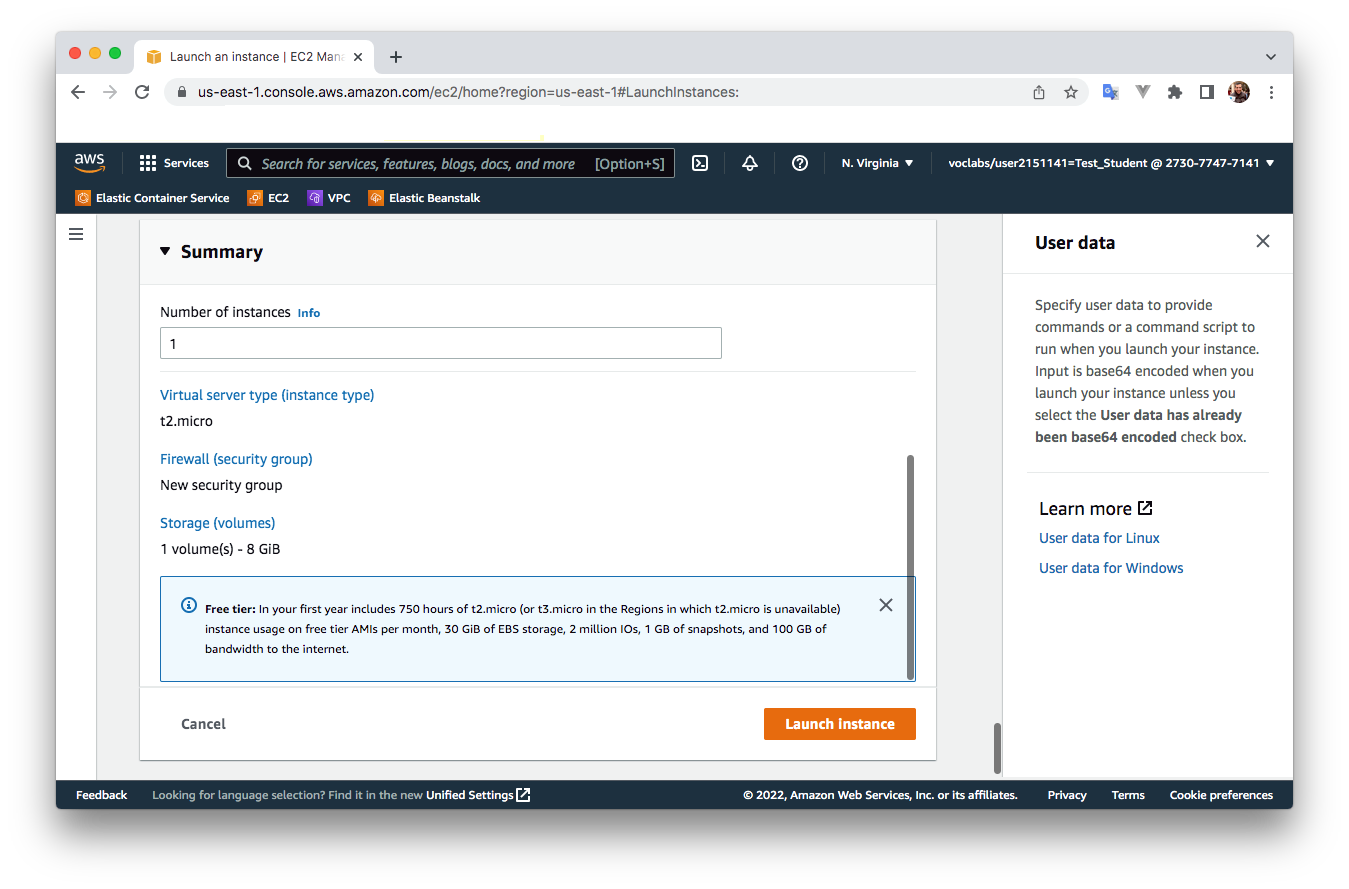 Launch an instance | EC2 Man
us-east-1.console.aws.amazon.com/ec2/home?region=us-east-1#LaunchInstances:
aws
Services
Search for services, features, blogs, docs, and more [Option+S]
N. Virginia
voclabs/user2151141=Test_Student @ 2730-7747-7141
Elastic Container Service
EC2
VPC
Elastic Beanstalk
Summary
Number of instances Info
1
Virtual server type (instance type)
t2.micro
Firewall (security group)
New security group
Storage (volumes)
1 volume(s) - 8 GiB
Free tier: In your first year includes 750 hours of t2.micro (or t3.micro in the Regions in which t2.micro is unavailable)
instance usage on free tier AMIs per month, 30 GiB of EBS storage, 2 million IOs, 1 GB of snapshots, and 100 GB of
bandwidth to the internet.
Cancel
Launch instance
User data
Specify user data to provide
commands or a command script to
run when you launch your instance.
Input is base64 encoded when you
launch your instance unless you
select the User data has already
been base64 encoded check box.
Learn more
User data for Linux
User data for Windows
Feedback
Looking for language selection? Find it in the new Unified Settings
© 2022, Amazon Web Services, Inc. or its affiliates.
Privacy
Terms
Cookie preferences